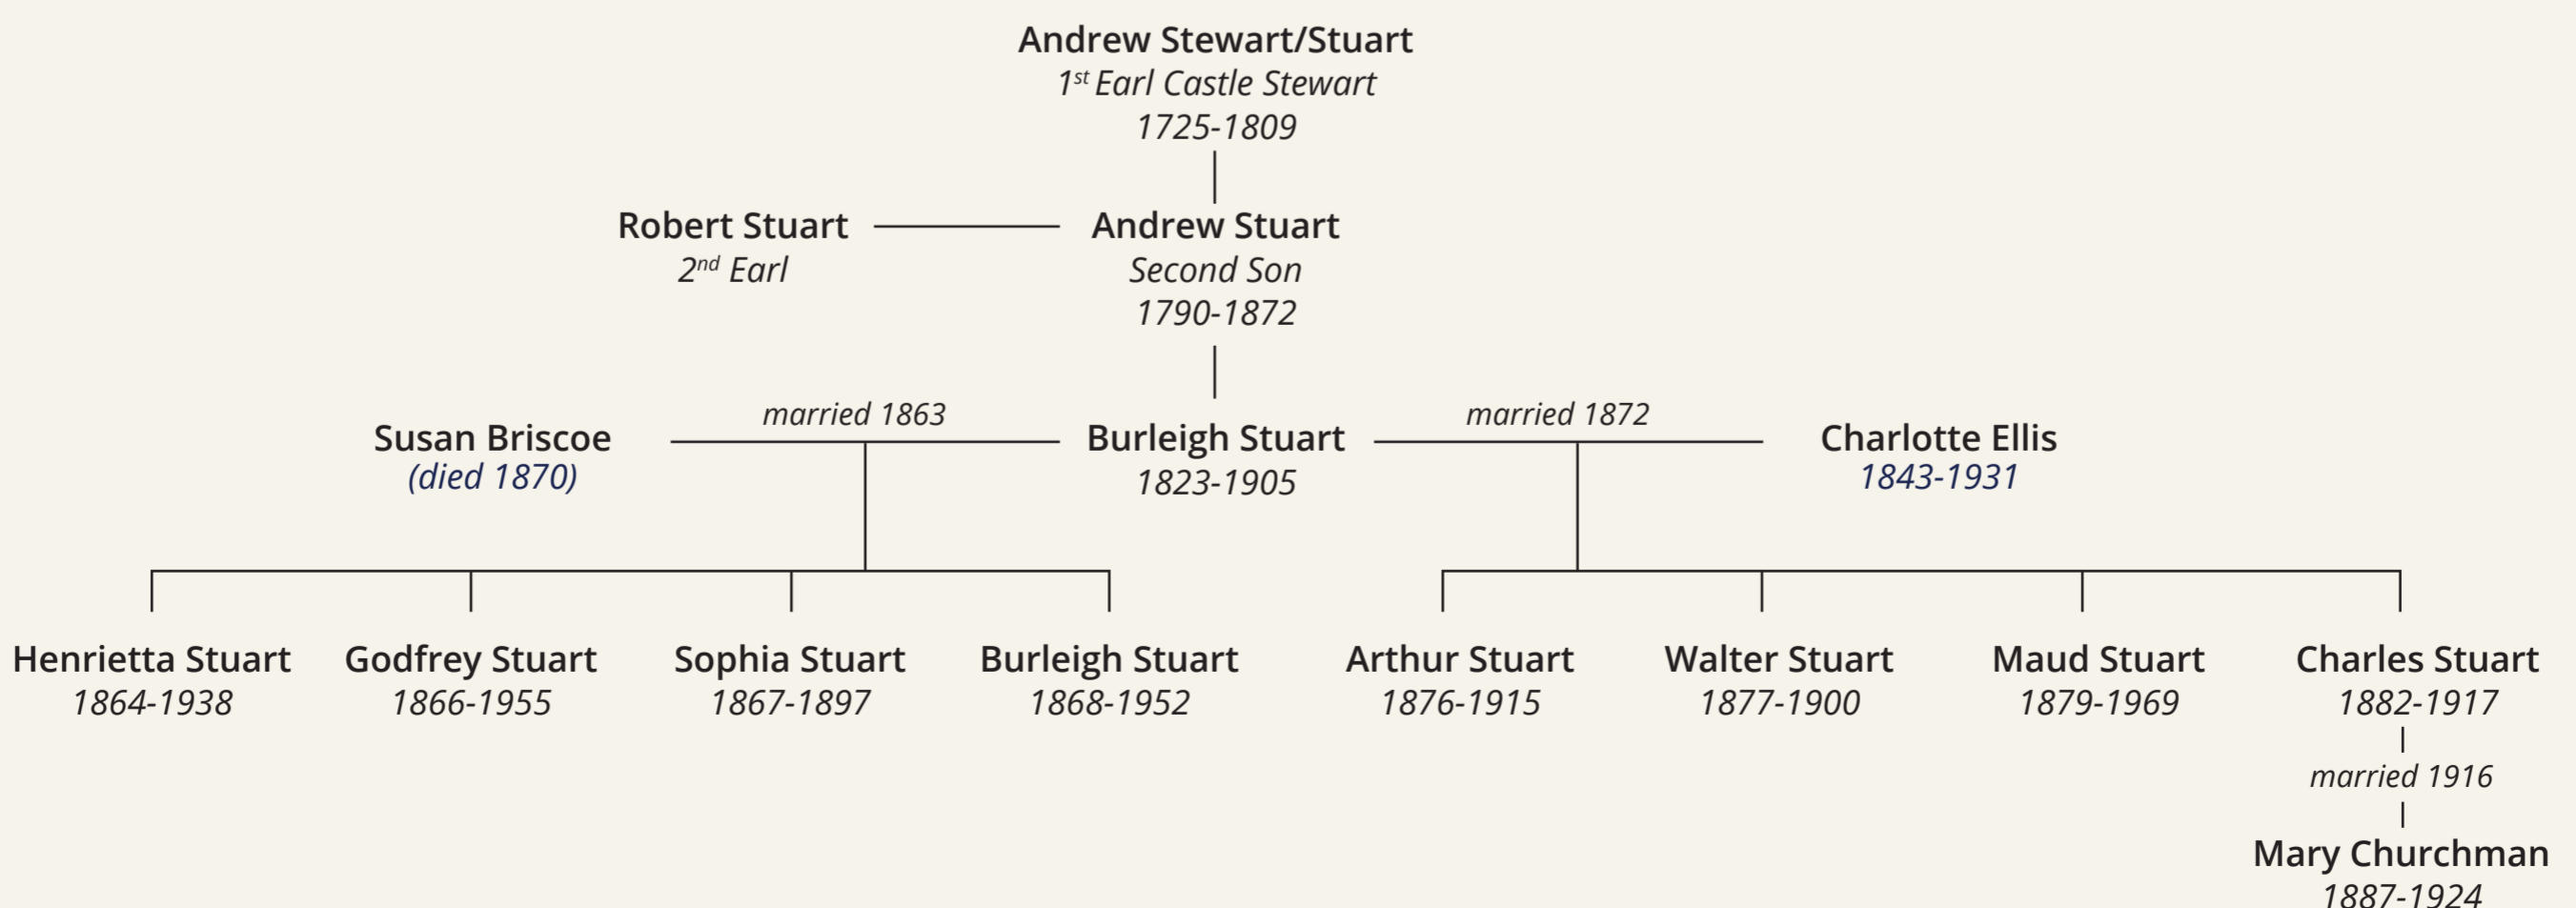 Andrew Stewart/Stuart
1st Earl Castle Stewart
1725-1809
Robert Stuart
2nd Earl
Andrew Stuart
Second Son
1790-1872
married 1863
married 1872
Susan Briscoe
(died 1870)
Burleigh Stuart
1823-1905
Charlotte Ellis
1843-1931
Henrietta Stuart
1864-1938
Godfrey Stuart
1866-1955
Sophia Stuart
1867-1897
Burleigh Stuart
1868-1952
Arthur Stuart
1876-1915
Walter Stuart
1877-1900
Maud Stuart
1879-1969
Charles Stuart
1882-1917
married 1916
Mary Churchman
1887-1924